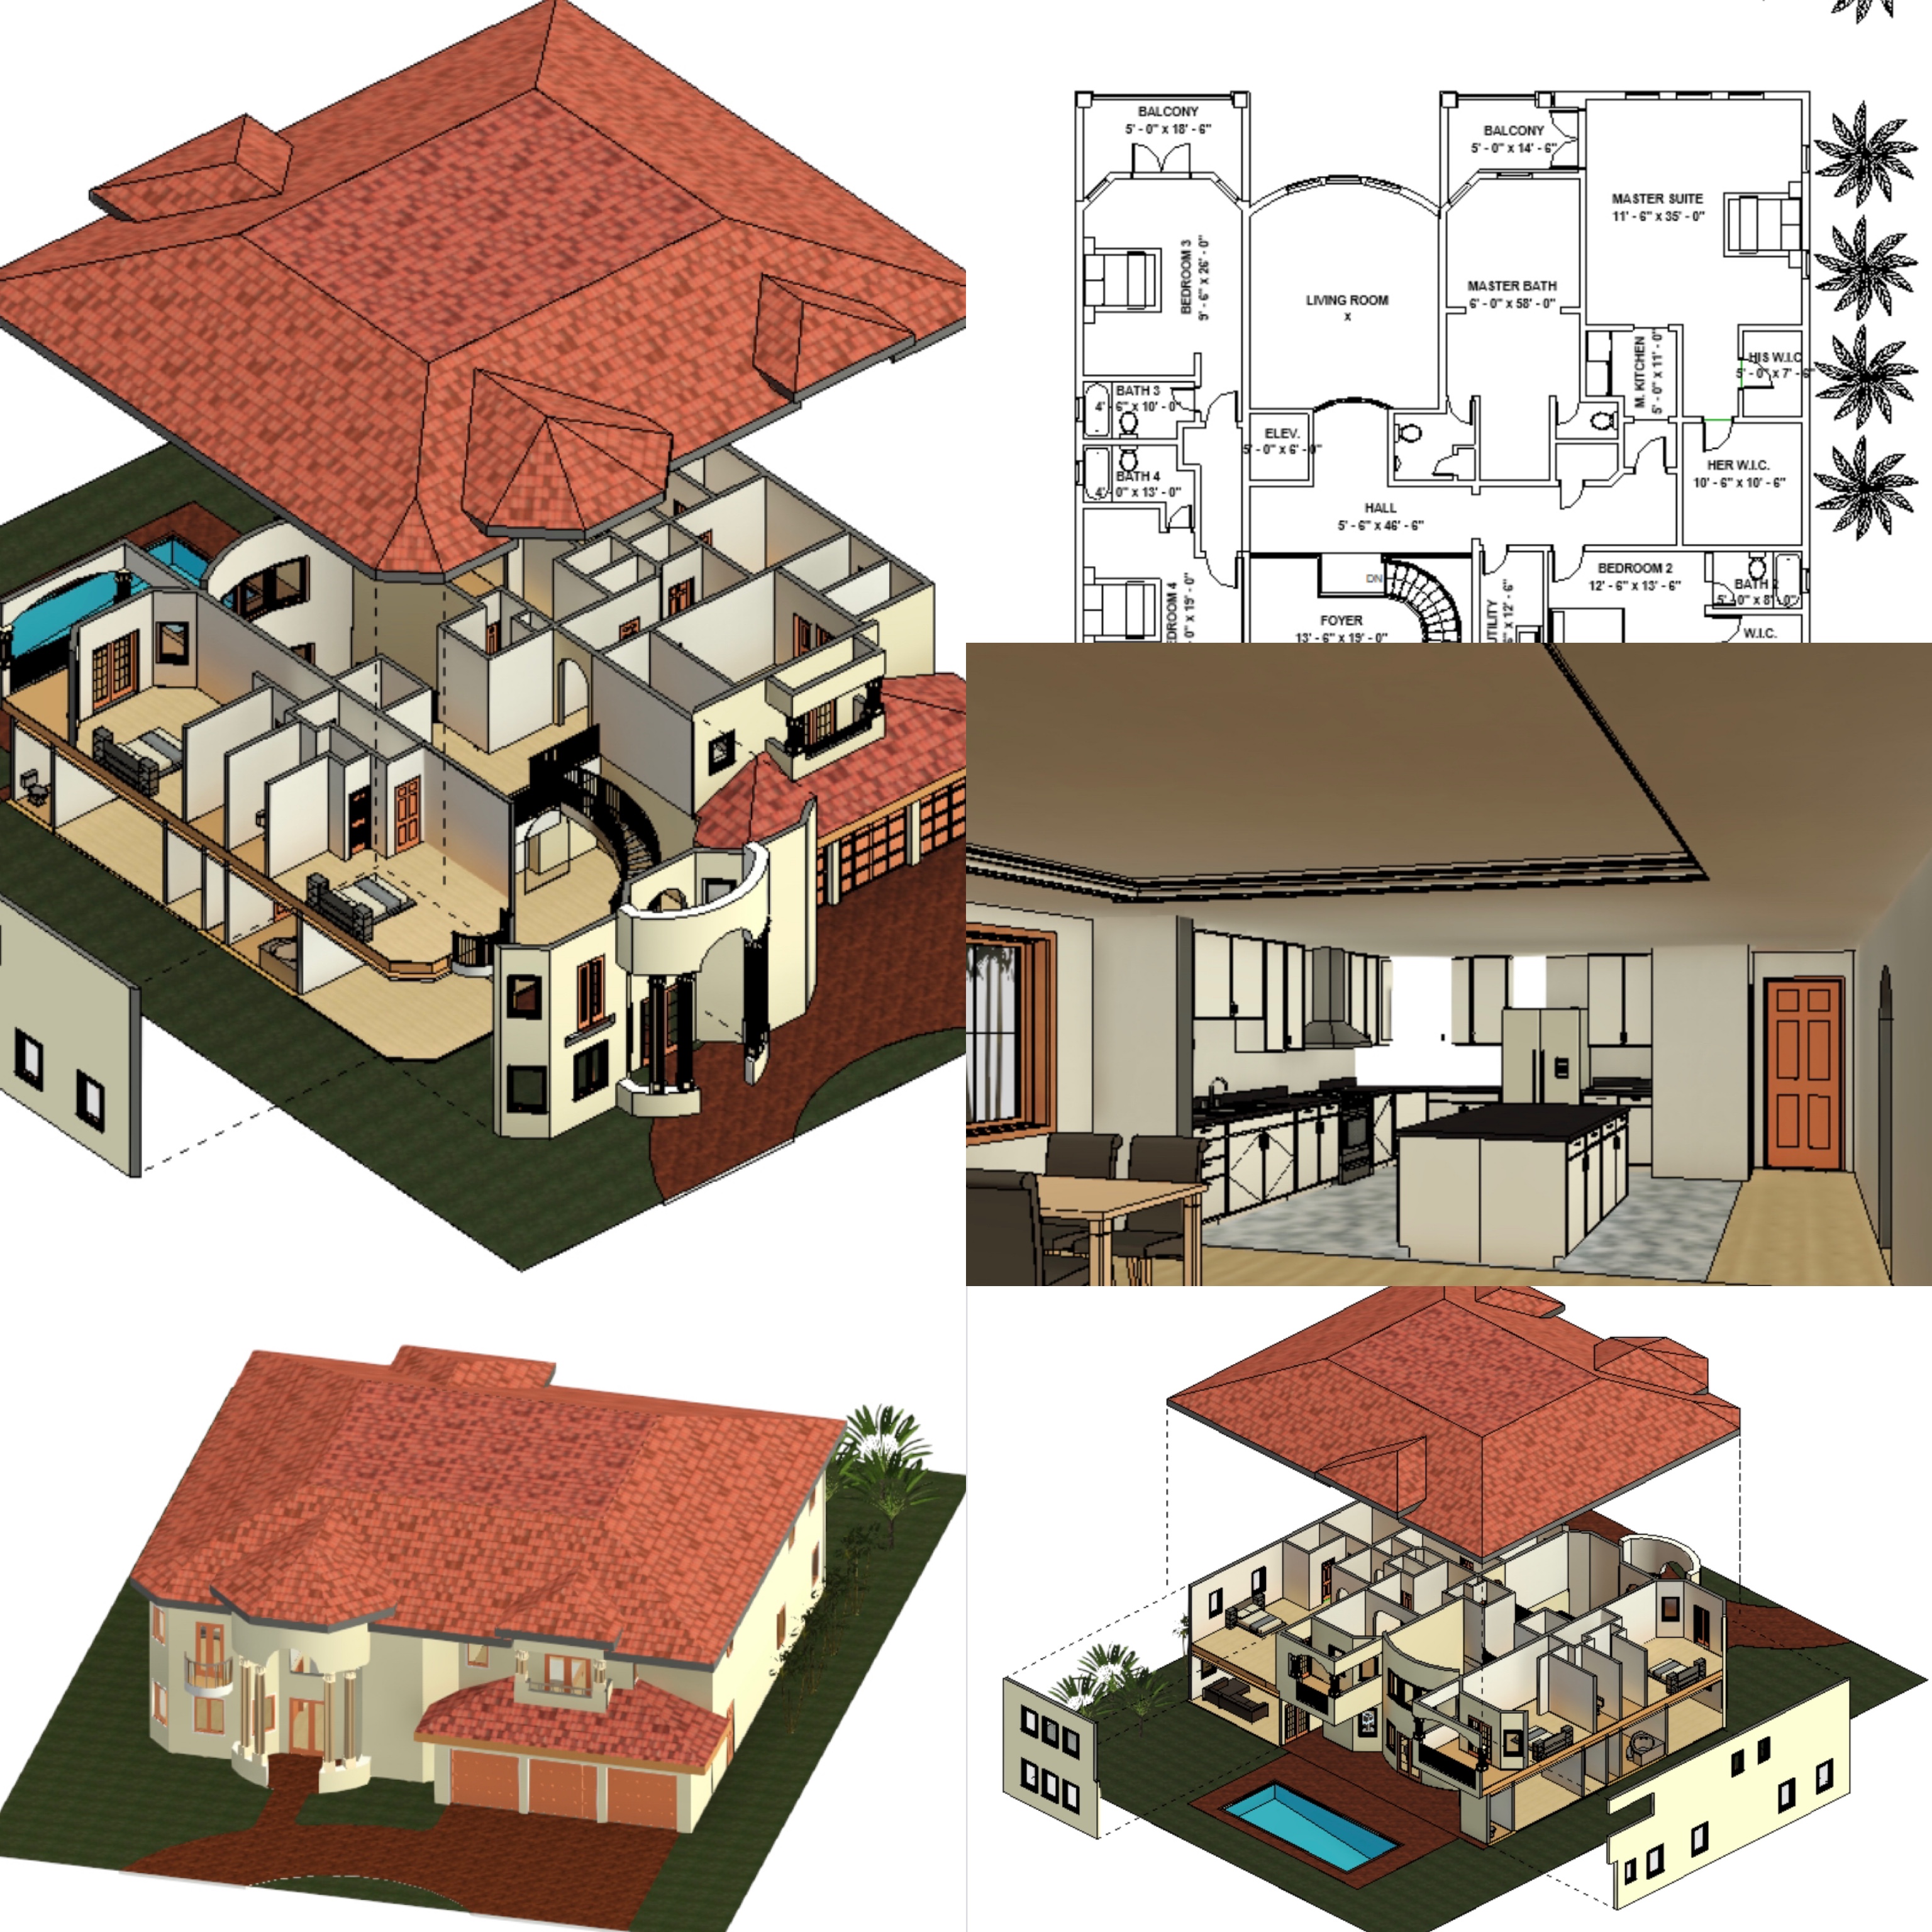 BALCONY
5' - 0" x 18' - 6"
BALCONY
5' - 0" x 14' - 6"
MASTER SUITE
11' - 6" x 35' - 0"
BEDROOM 3
9' - 6" x 26' - 0"
LIVING ROOM
x
MASTER BATH
6' - 0" x 58' - 0"
M. KITCHEN
5' - 0" x 11' - 0"
HIS W.I.C
5' - 0" x 7' - 6"
BATH 3
4' - 6" x 10' - 0"
ELEV.
5' - 0" x 6' - 0"
BATH 4
4' - 0" x 13' - 0"
HER W.I.C.
10' - 6" x 10' - 6"
HALL
5' - 6" x 46' - 6"
DN
BEDROOM 2
12' - 6" x 13' - 6"
BATH 2
5' - 0" x 8' - 0"
EDROOM 4
0" x 15' - 0"
FOYER
13' - 6" x 19' - 0"
UTILITY
6" x 12' - 6"
W.I.C.